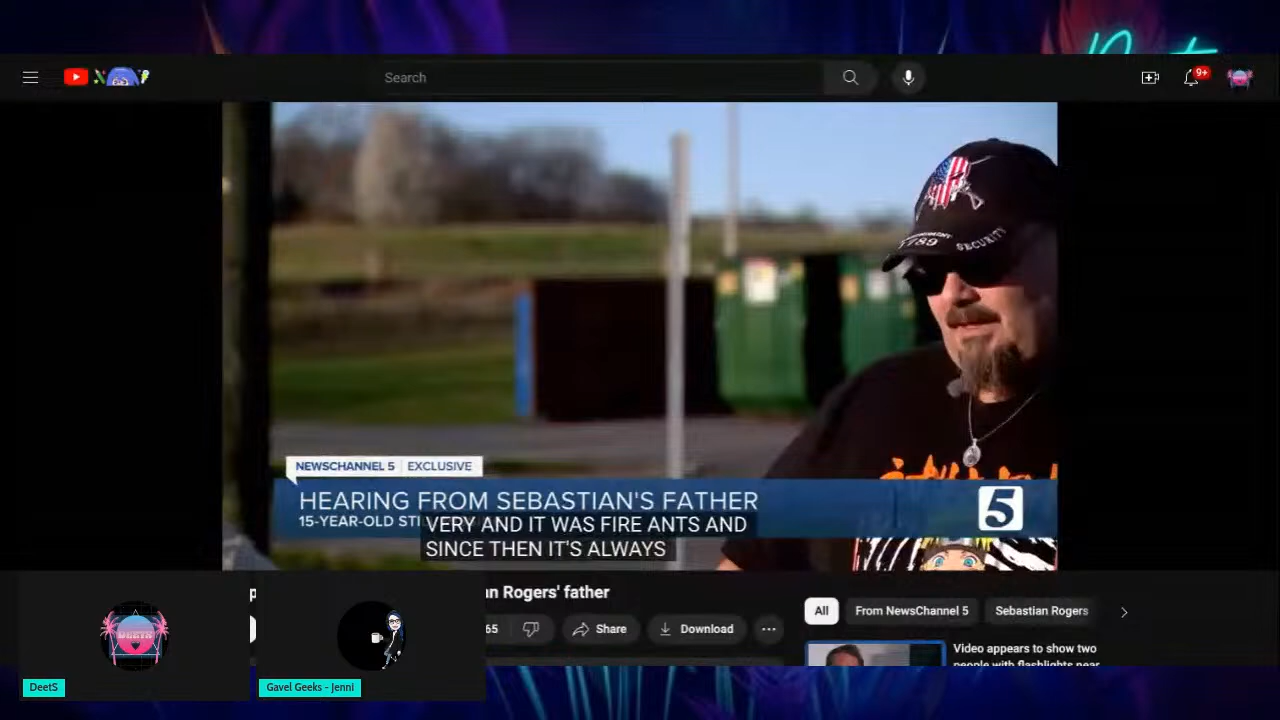 Search
9+
1789
SECURITY
NEWSCHANNEL 5 EXCLUSIVE
HEARING FROM SEBASTIAN'S FATHER
15-YEAR-OLD
5
VERY AND IT WAS FIRE ANTS AND
SINCE THEN IT'S ALWAYS
Rogers' father
65
Share
Download
All
From NewsChannel 5
Sebastian Rogers
Video appears to show two
people with flashlights near
DEETS
DeetS
Gavel Geeks - Jenni